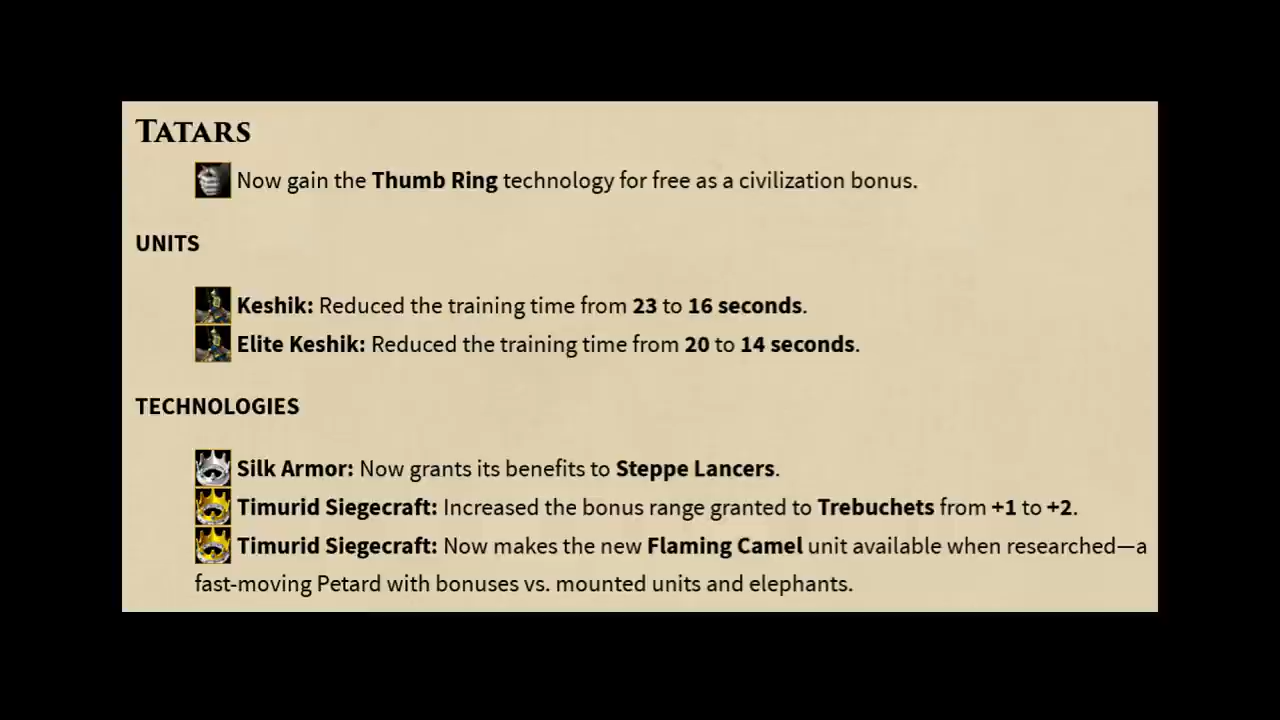 TATARS
Now gain the Thumb Ring technology for free as a civilization bonus.
UNITS
Keshik: Reduced the training time from 23 to 16 seconds.
Elite Keshik: Reduced the training time from 20 to 14 seconds.
TECHNOLOGIES
Silk Armor: Now grants its benefits to Steppe Lancers.
Timurid Siegecraft: Increased the bonus range granted to Trebuchets from +1 to +2.
Timurid Siegecraft: Now makes the new Flaming Camel unit available when researched—a
fast-moving Petard with bonuses vs. mounted units and elephants.